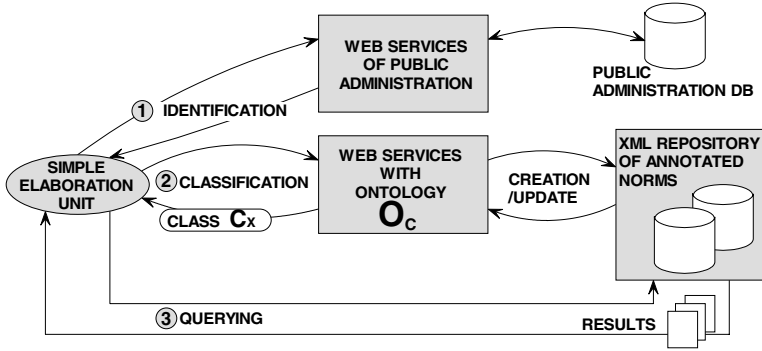 WEB SERVICES
OF PUBLIC
ADMINISTRATION
PUBLIC
ADMINISTRATION DB
1 IDENTIFICATION
SIMPLE
ELABORATION
UNIT
2 CLASSIFICATION
CLASS Cx
WEB SERVICES
WITH
ONTOLOGY
Oc
CREATION
/UPDATE
XML REPOSITORY
OF ANNOTATED
NORMS
3 QUERYING
RESULTS